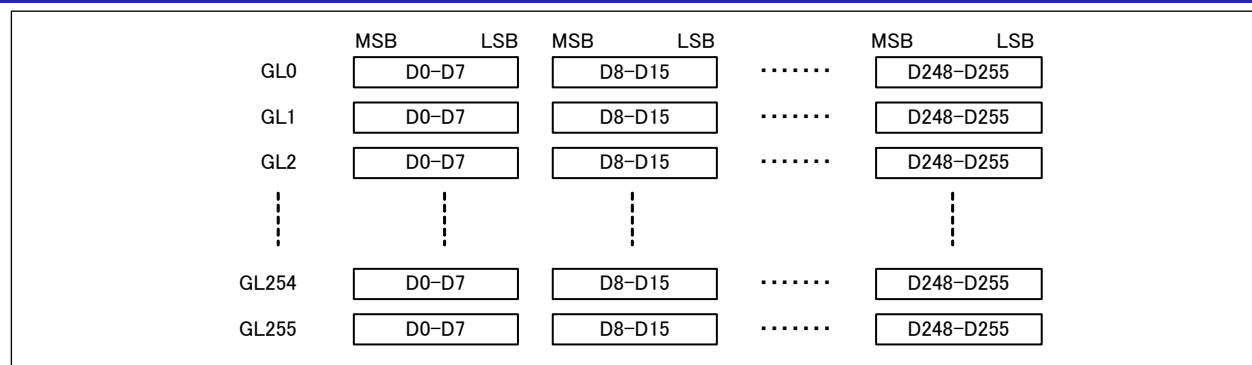 MSB LSB MSB LSB MSB LSB
GL0 D0-D7 D8-D15 ······· D248-D255
GL1 D0-D7 D8-D15 ······· D248-D255
GL2 D0-D7 D8-D15 ······· D248-D255
GL254 D0-D7 D8-D15 ······· D248-D255
GL255 D0-D7 D8-D15 ······· D248-D255